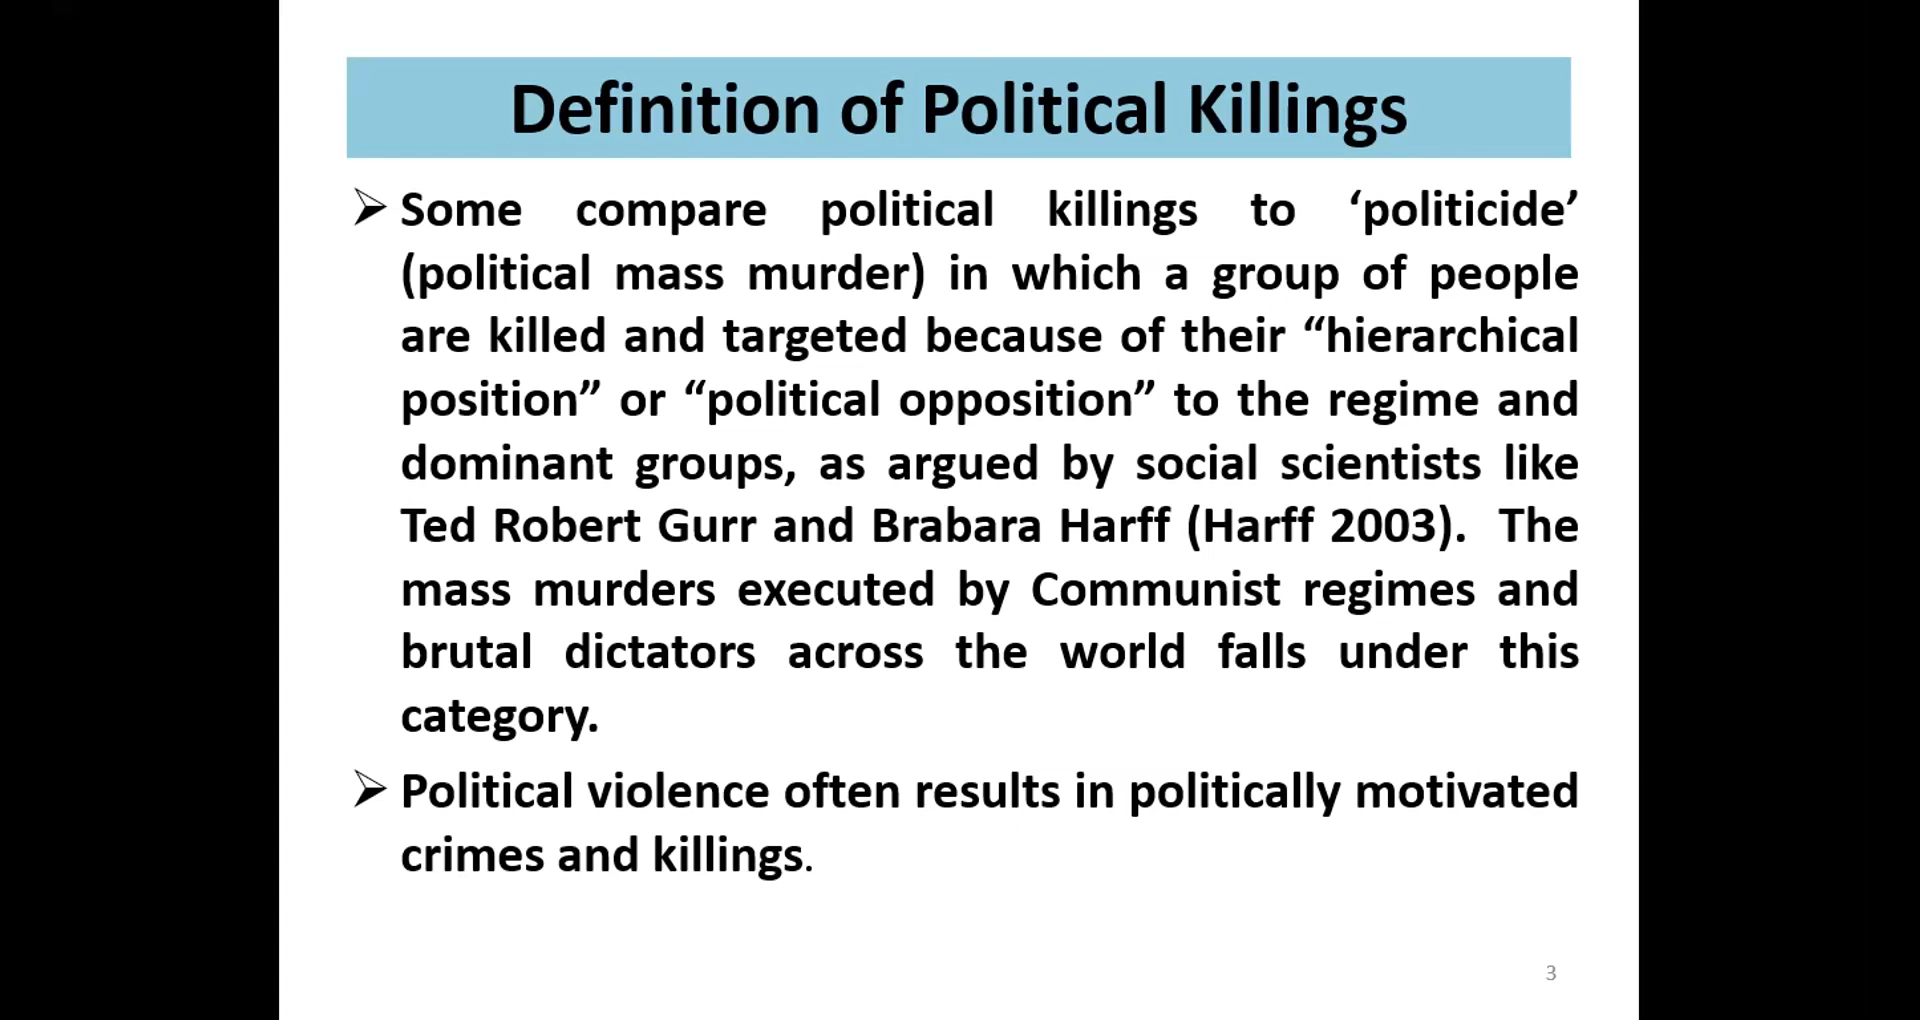 Definition of Political Killings
Some compare political killings to ‘politicide’
(political mass murder) in which a group of people
are killed and targeted because of their “hierarchical
position” or “political opposition” to the regime and
dominant groups, as argued by social scientists like
Ted Robert Gurr and Brabara Harff (Harff 2003). The
mass murders executed by Communist regimes and
brutal dictators across the world falls under this
category.
Political violence often results in politically motivated
crimes and killings.
3